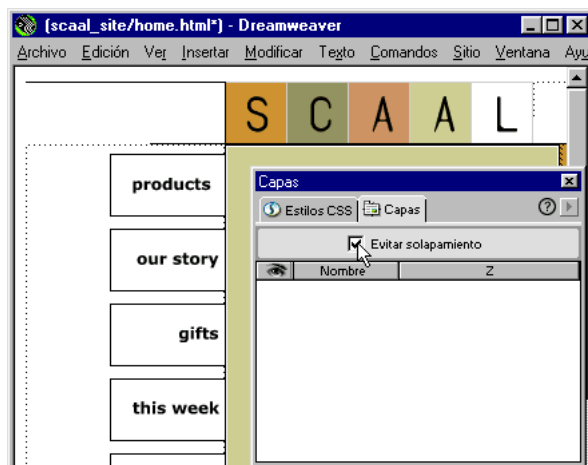 (scaal_site/home.html*) - Dreamweaver
Archivo Edición Ver Insertar Modificar Texto Comandos Sitio Ventana Ayu
S C A A L
products
our story
gifts
this week
Capas
Estilos CSS Capas
Evitar solapamiento
Nombre Z